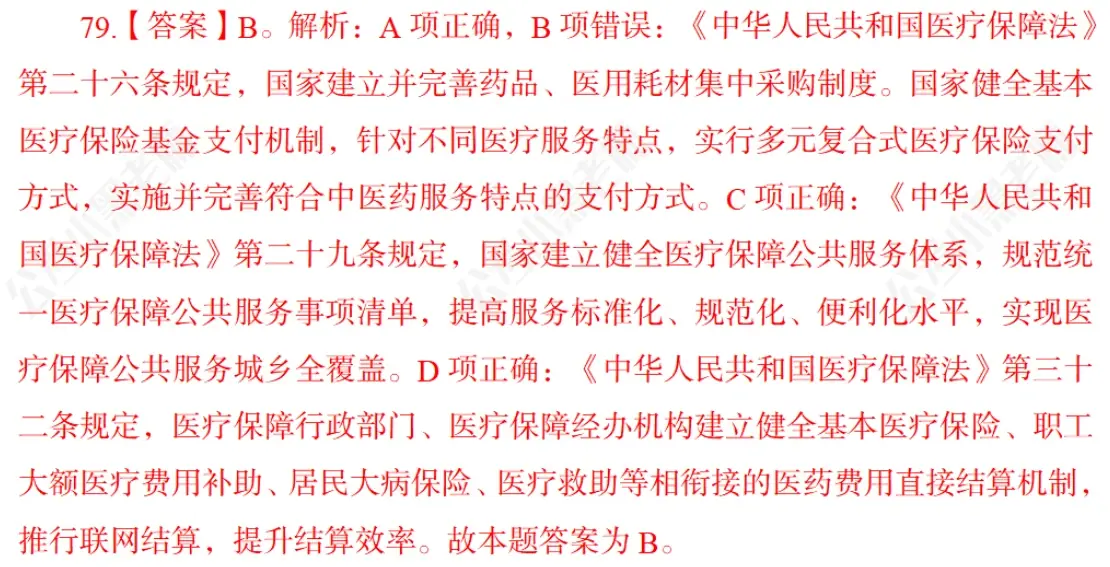 79.【答案】B。解析：A 项正确，B 项错误：《中华人民共和国医疗保障法》
第二十六条规定，国家建立并完善药品、医用耗材集中采购制度。国家健全基本
医疗保险基金支付机制，针对不同医疗服务特点，实行多元复合式医疗保险支付
方式，实施并完善符合中医药服务特点的支付方式。C 项正确：《中华人民共和
国医疗保障法》第二十九条规定，国家建立健全医疗保障公共服务体系，规范统
一医疗保障公共服务事项清单，提高服务标准化、规范化、便利化水平，实现医
疗保障公共服务城乡全覆盖。D 项正确：《中华人民共和国医疗保障法》第三十
二条规定，医疗保障行政部门、医疗保障经办机构建立健全基本医疗保险、职工
大额医疗费用补助、居民大病保险、医疗救助等相衔接的医药费用直接结算机制，
推行联网结算，提升结算效率。故本题答案为 B。